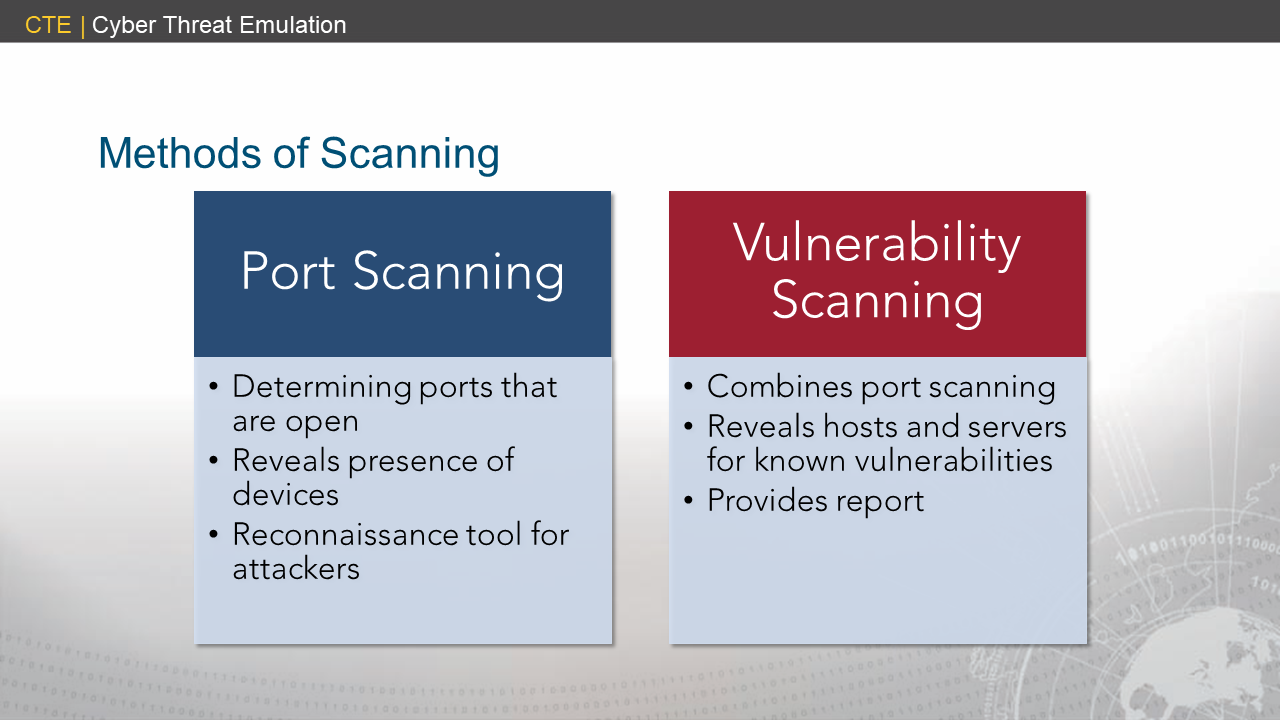 CTE | Cyber Threat Emulation
Methods of Scanning
Port Scanning
• Determining ports that
are open
• Reveals presence of
devices
• Reconnaissance tool for
attackers
Vulnerability
Scanning
• Combines port scanning
• Reveals hosts and servers
for known vulnerabilities
• Provides report